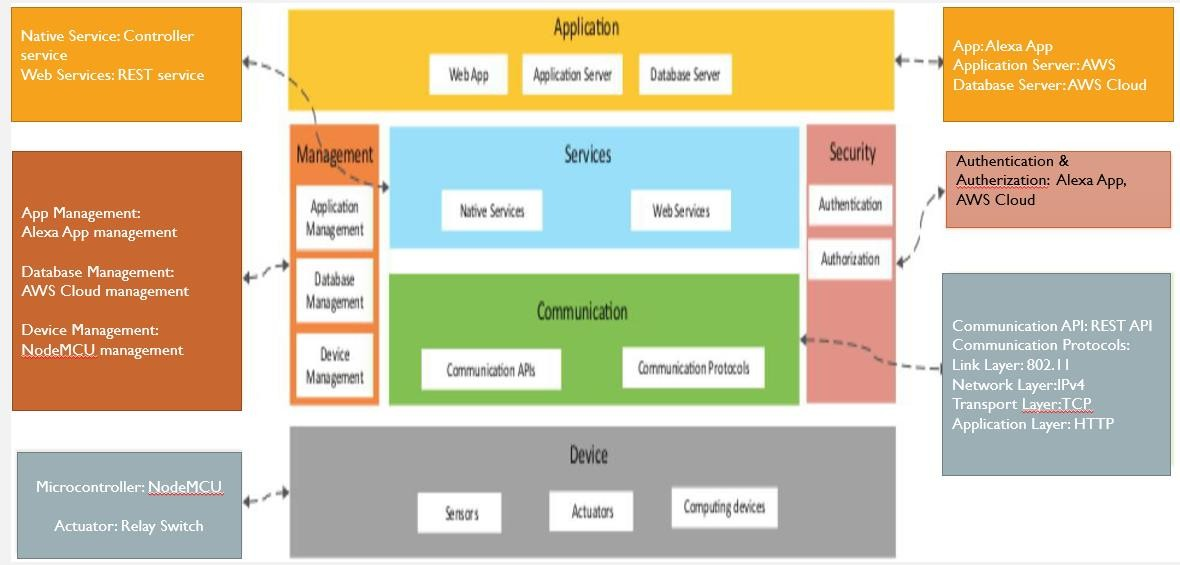 Native Service: Controller
service
Web Services: REST service
Application
Web App
Application Server
Database Server
App: Alexa App
Application Server: AWS
Database Server: AWS Cloud
App Management:
Alexa App management
Database Management:
AWS Cloud management
Device Management:
NodeMCU management
Management
Application
Management
Database
Management
Device
Management
Services
Native Services
Web Services
Communication
Communication APIs
Communication Protocols
Security
Authentication
Authorization
Authentication &
Autherization: Alexa App,
AWS Cloud
Communication API: REST API
Communication Protocols:
Link Layer: 802.11
Network Layer:IPv4
Transport Layer:TCP
Application Layer: HTTP
Microcontroller: NodeMCU
Actuator: Relay Switch
Device
Sensors
Actuators
Computing devices